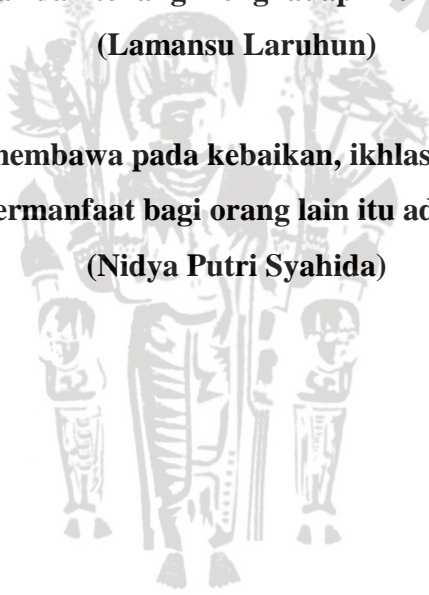 (Lamansu Laruhun)
membawa pada kebaikan, ikhlas
bermanfaat bagi orang lain itu ad
(Nidya Putri Syahida)